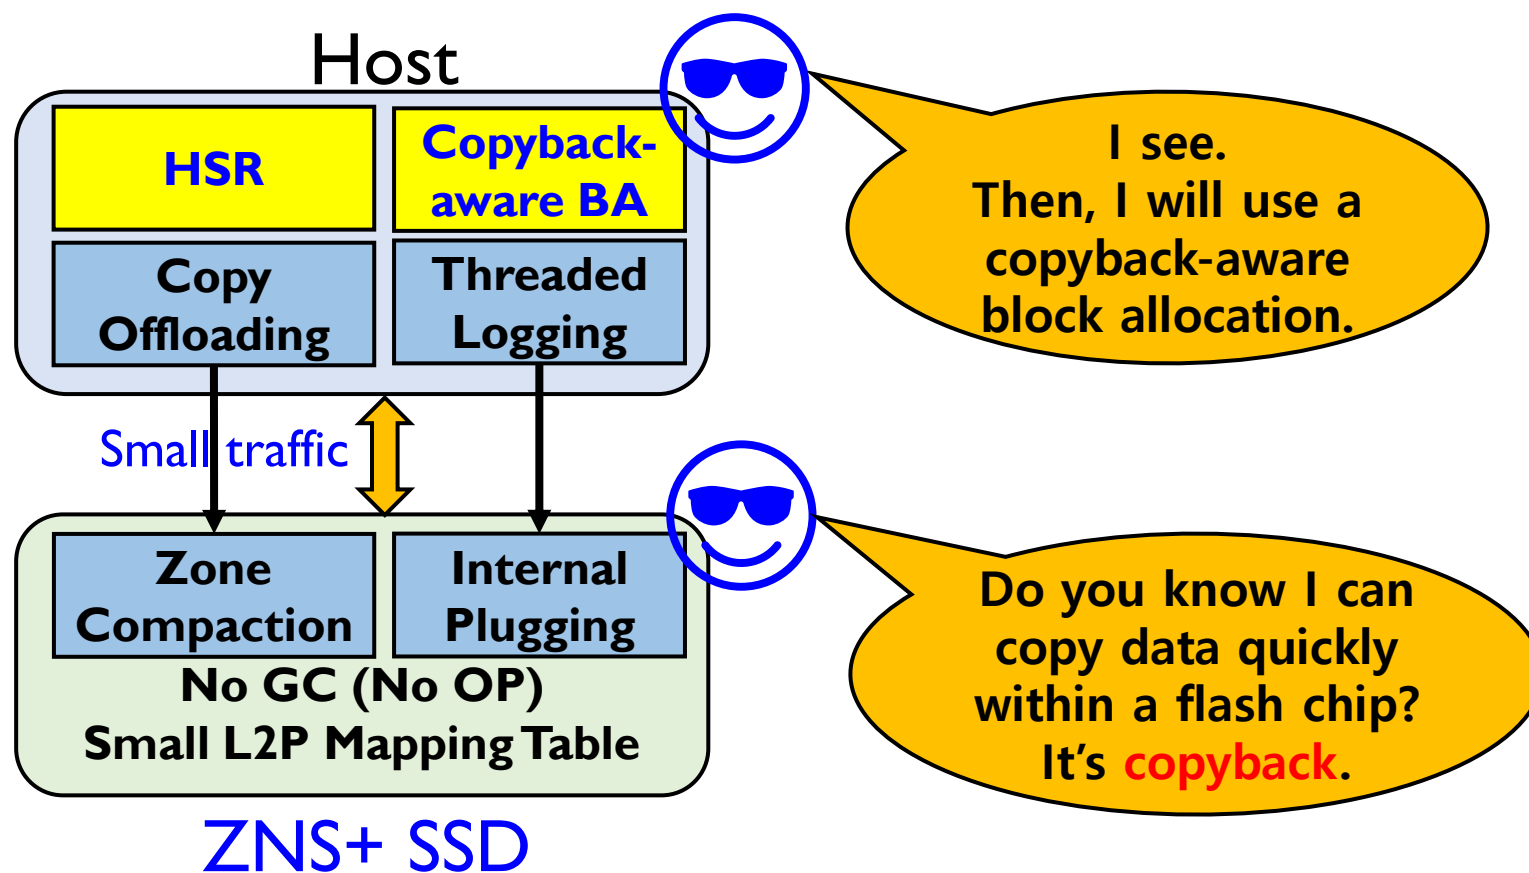 Host
HSR
Copyback-
aware BA
Copy
Offloading
Threaded
Logging
I see.
Then, I will use a
copyback-aware
block allocation.
Small traffic
Zone
Compaction
Internal
Plugging
No GC (No OP)
Small L2P Mapping Table
Do you know I can
copy data quickly
within a flash chip?
It's copyback.
ZNS+ SSD